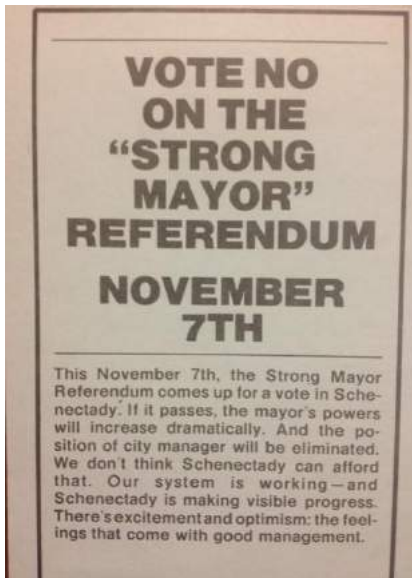 VOTE NO
ON THE
“STRONG
MAYOR”
REFERENDUM
NOVEMBER
7TH
This November 7th, the Strong Mayor
Referendum comes up for a vote in Sche-
nectady. If it passes, the mayor's powers
will increase dramatically. And the po-
sition of city manager will be eliminated.
We don't think Schenectady can afford
that. Our system is working—and
Schenectady is making visible progress.
There's excitement and optimism: the feel-
ings that come with good management.